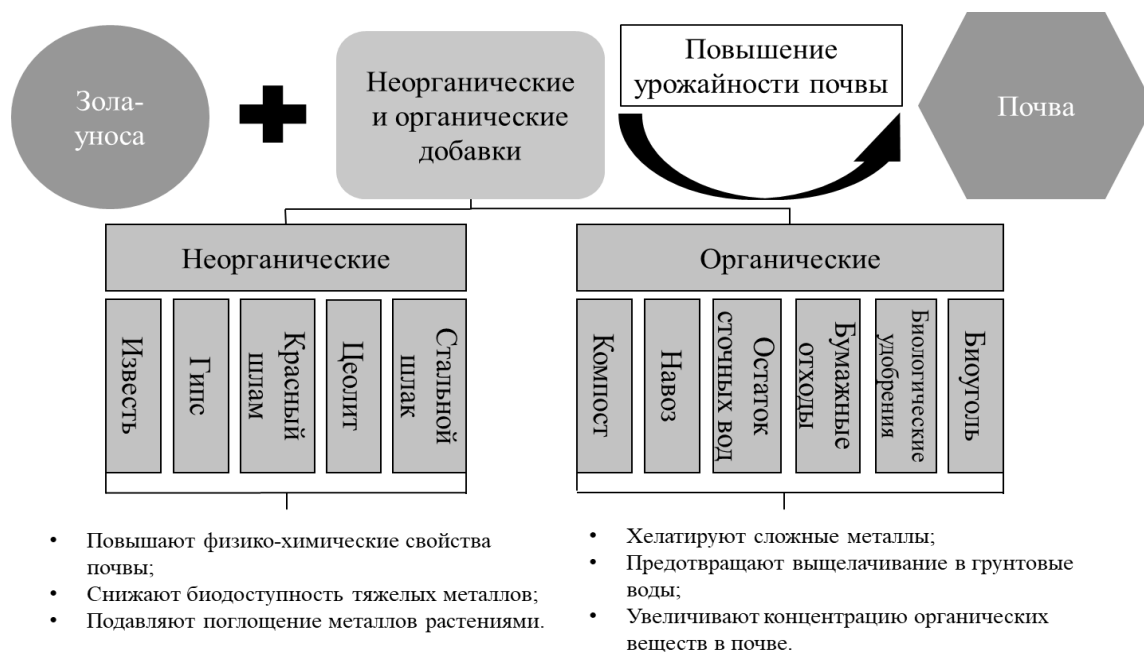 Зола-
уноса
Неорганические
и органические
добавки
Повышение
урожайности почвы
Почва
Неорганические
Органические
Известь
Гипс
Красный
шлам
Цеолит
Стальной
шлак
Компост
Навоз
Остаток
сточных вод
Бумажные
отходы
Биологические
удобрения
Биоуголь
• Повышают физико-химические свойства
почвы;
• Снижают биодоступность тяжелых металлов;
• Подавляют поглощение металлов растениями.
• Хелатируют сложные металлы;
• Предотвращают выщелачивание в грунтовые
воды;
• Увеличивают концентрацию органических
веществ в почве.